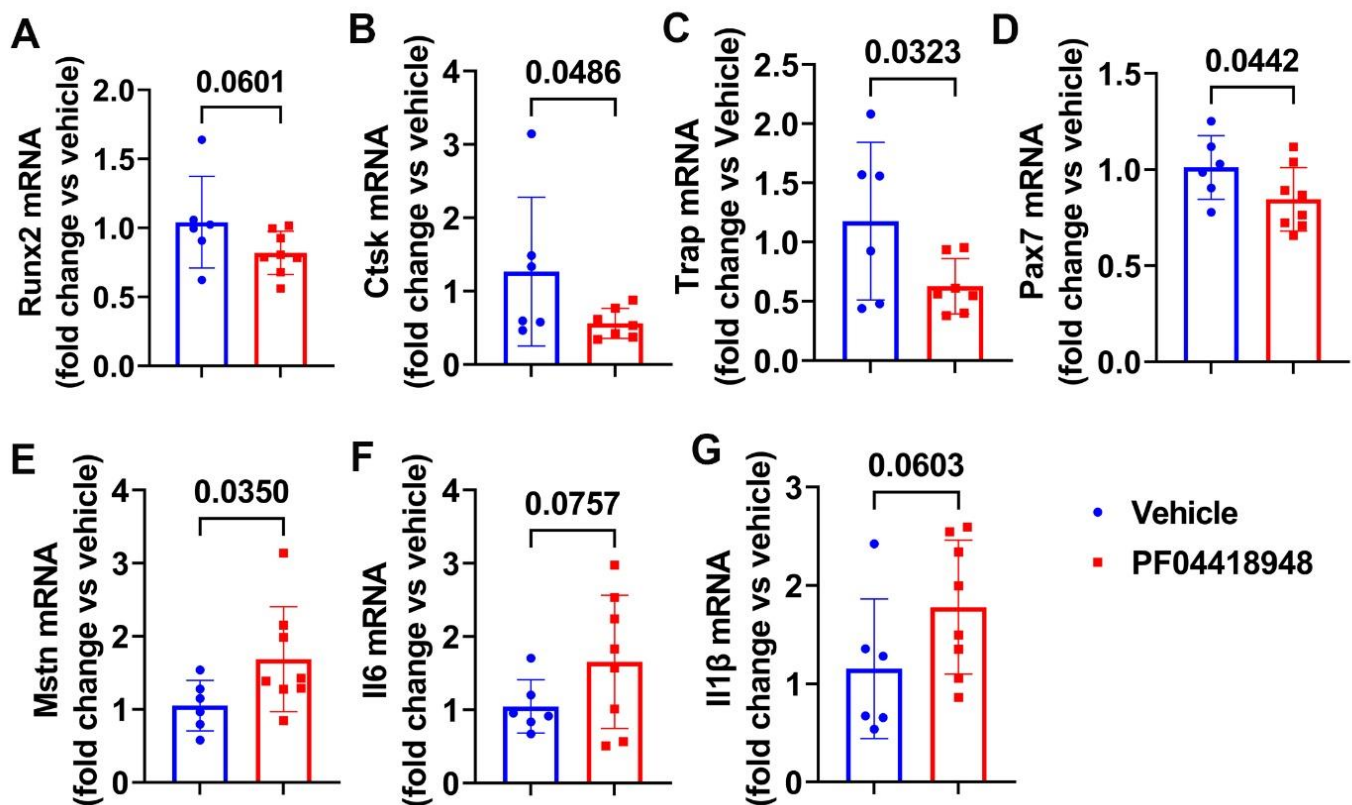 A
Runx2 mRNA
(fold change vs vehicle)
2.0
1.5
1.0
0.5
0.0
0.0601
B
Ctsk mRNA
(fold change vs vehicle)
4
3
2
1
0
0.0486
C
Trap mRNA
(fold change vs Vehicle)
2.5
2.0
1.5
1.0
0.5
0.0
0.0323
D
Pax7 mRNA
(fold change vs vehicle)
1.5
1.0
0.5
0.0
0.0442
E
Mstn mRNA
(fold change vs vehicle)
4
3
2
1
0
0.0350
F
Il6 mRNA
(fold change vs vehicle)
4
3
2
1
0
0.0757
G
Il1β mRNA
(fold change vs vehicle)
3
2
1
0
0.0603
Vehicle
PF04418948